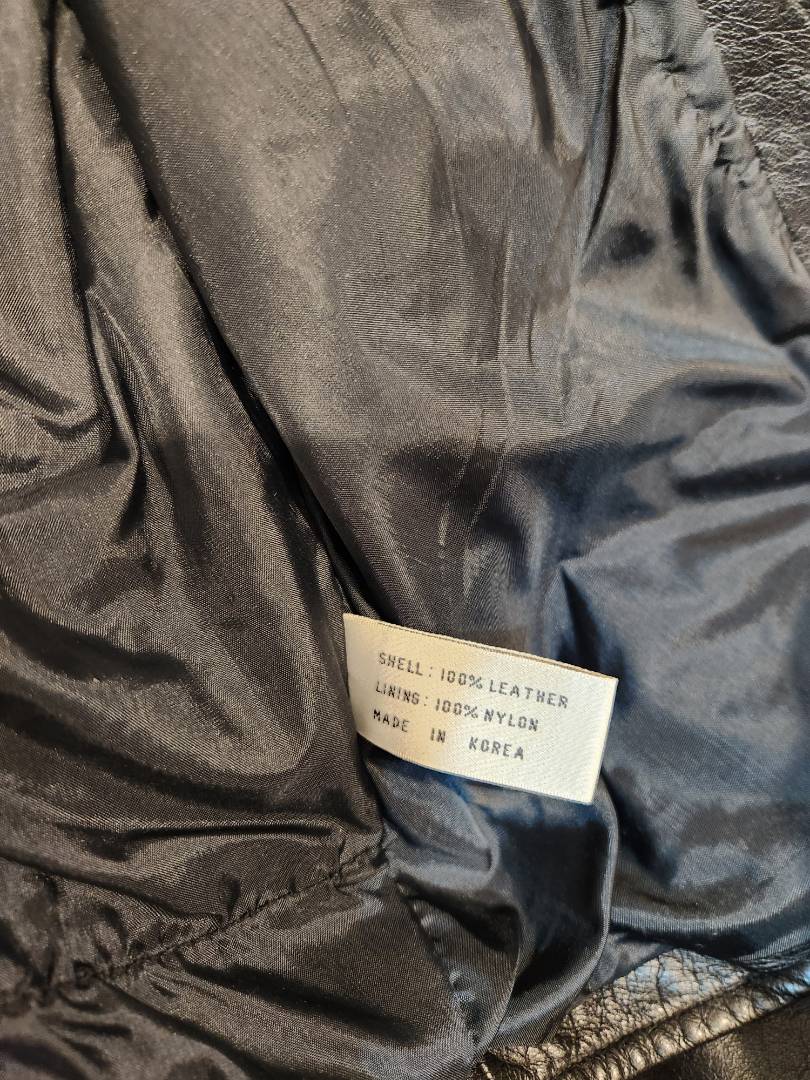 SHELL: 100% LEATHER
LINING: 100% NYLON
MADE IN KOREA